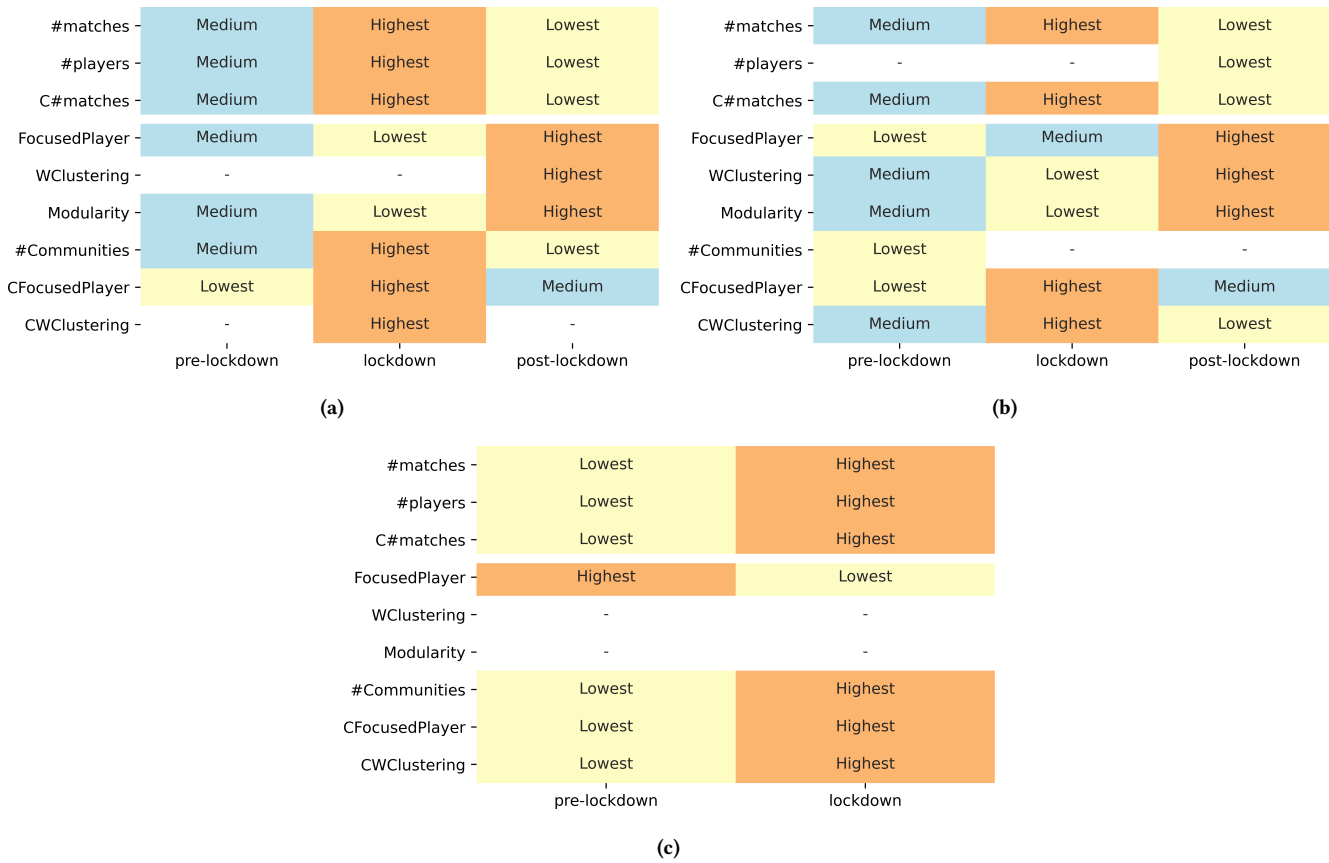 #matches Medium Highest Lowest
#players Medium Highest Lowest
C#matches Medium Highest Lowest
FocusedPlayer Medium Lowest Highest
WClustering - - Highest
Modularity Medium Lowest Highest
#Communities Medium Highest Lowest
CFocusedPlayer Lowest Highest Medium
CWClustering - Highest -
pre-lockdown lockdown post-lockdown
(a)
#matches Medium Highest Lowest
#players - - Lowest
C#matches Medium Highest Lowest
FocusedPlayer Lowest Medium Highest
WClustering Medium Lowest Highest
Modularity Medium Lowest Highest
#Communities Lowest - -
CFocusedPlayer Lowest Highest Medium
CWClustering Medium Highest Lowest
pre-lockdown lockdown post-lockdown
(b)
#matches Lowest Highest
#players Lowest Highest
C#matches Lowest Highest
FocusedPlayer Highest Lowest
WClustering - -
Modularity - -
#Communities Lowest Highest
CFocusedPlayer Lowest Highest
CWClustering Lowest Highest
pre-lockdown lockdown
(c)